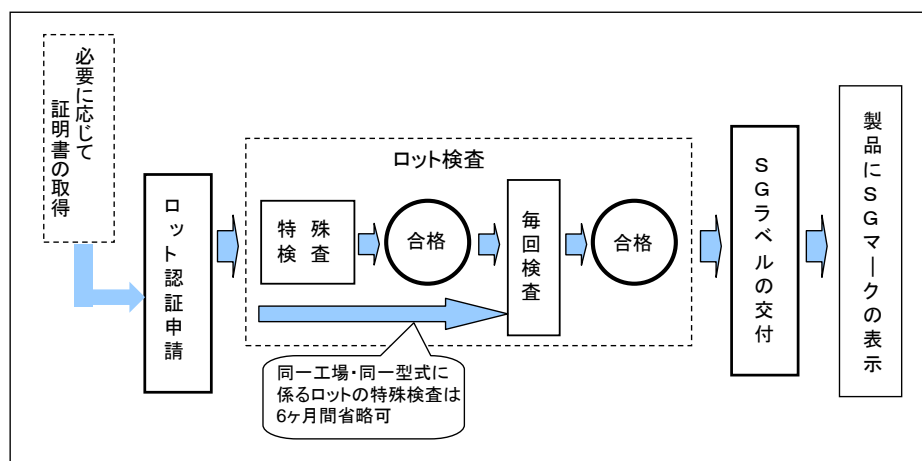 必要に応じて
証明書の取得
ロット認証申請
ロット検査
特殊
検査
合格
毎回検査
合格
同一工場・同一型式に
係るロットの特殊検査は
6ヶ月間省略可
SGラベルの交付
製品にSGマークの表示